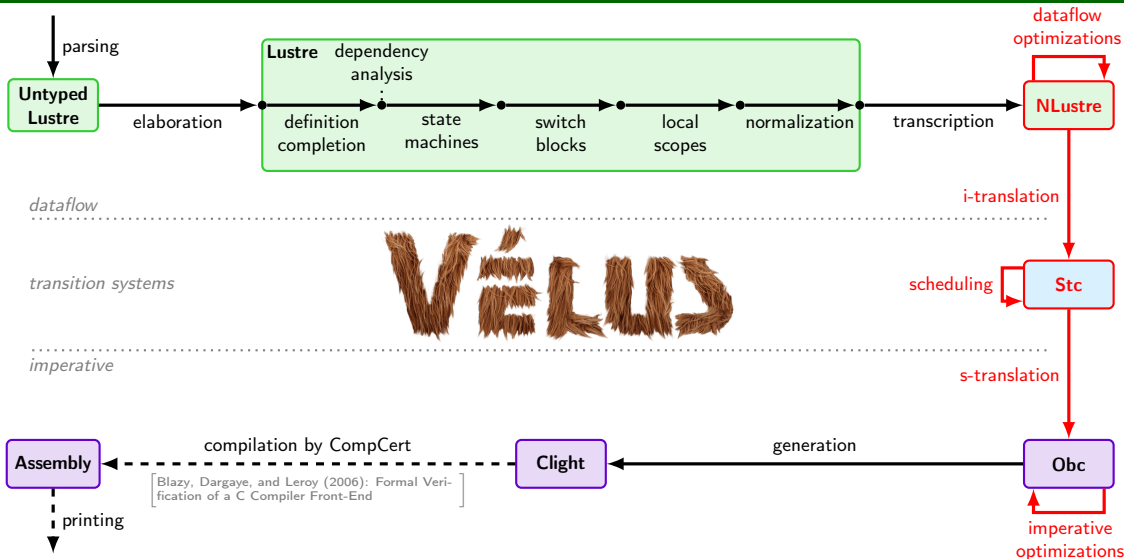 dataflow
optimizations
parsing
Lustre
dependency
analysis
Untyped
Lustre
elaboration
definition
completion
state
machines
switch
blocks
local
scopes
normalization
transcription
NLustre
i-translation
dataflow
VÉLUS
transition systems
scheduling
Stc
imperative
s-translation
Assembly
compilation by CompCert
[Blazy, Dargaye, and Leroy (2006): Formal Veri-
fication of a C Compiler Front-End]
Clight
generation
Obc
printing
imperative
optimizations